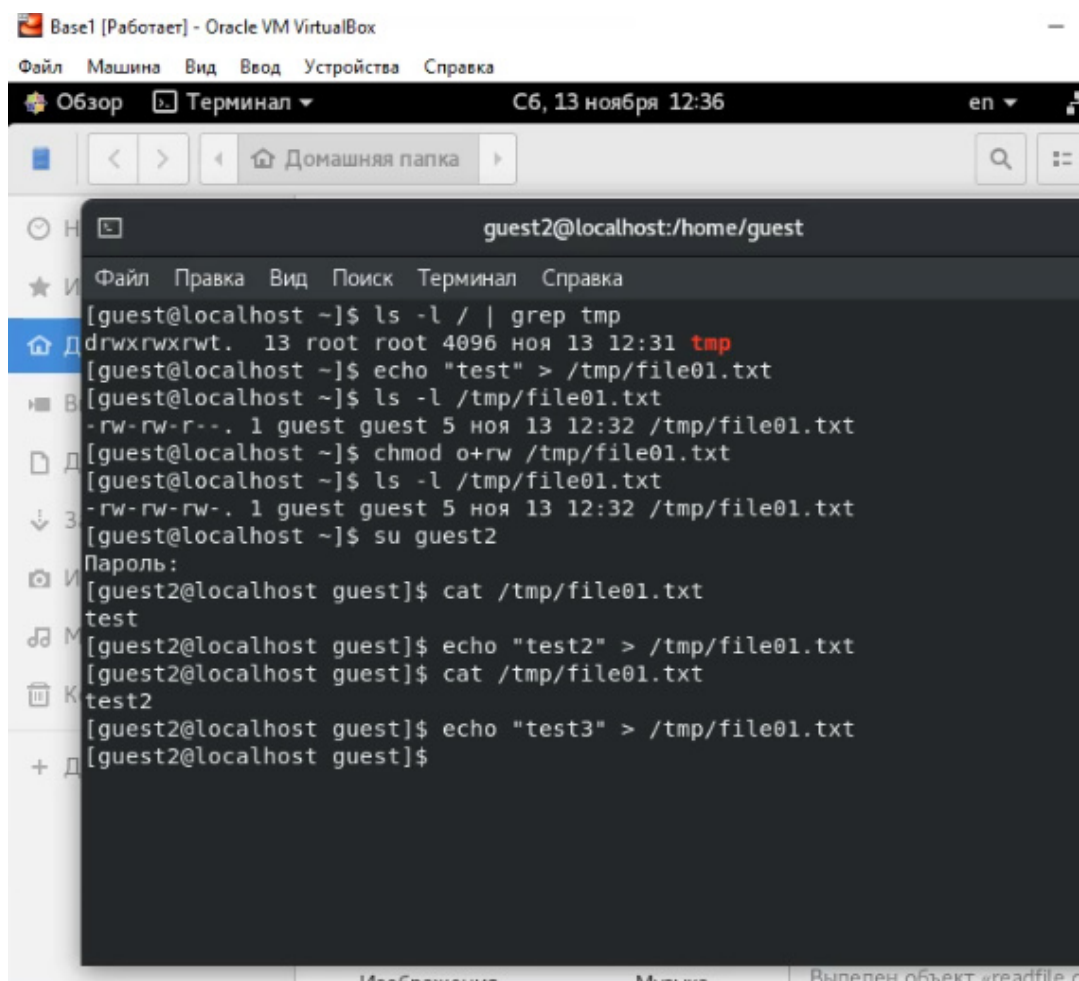 Base1 [Работает] - Oracle VM VirtualBox
Файл Машина Вид Ввод Устройства Справка
Обзор Терминал Сб, 13 ноября 12:36 en
Домашняя папка
guest2@localhost:/home/guest
Файл Правка Вид Поиск Терминал Справка
[guest@localhost ~]$ ls -l / | grep tmp
drwxrwxrwt. 13 root root 4096 ноя 13 12:31 tmp
[guest@localhost ~]$ echo "test" > /tmp/file01.txt
[guest@localhost ~]$ ls -l /tmp/file01.txt
-rw-rw-r--. 1 guest guest 5 ноя 13 12:32 /tmp/file01.txt
[guest@localhost ~]$ chmod o+rw /tmp/file01.txt
[guest@localhost ~]$ ls -l /tmp/file01.txt
-rw-rw-rw-. 1 guest guest 5 ноя 13 12:32 /tmp/file01.txt
[guest@localhost ~]$ su guest2
Пароль:
[guest2@localhost guest]$ cat /tmp/file01.txt
test
[guest2@localhost guest]$ echo "test2" > /tmp/file01.txt
[guest2@localhost guest]$ cat /tmp/file01.txt
test2
[guest2@localhost guest]$ echo "test3" > /tmp/file01.txt
[guest2@localhost guest]$